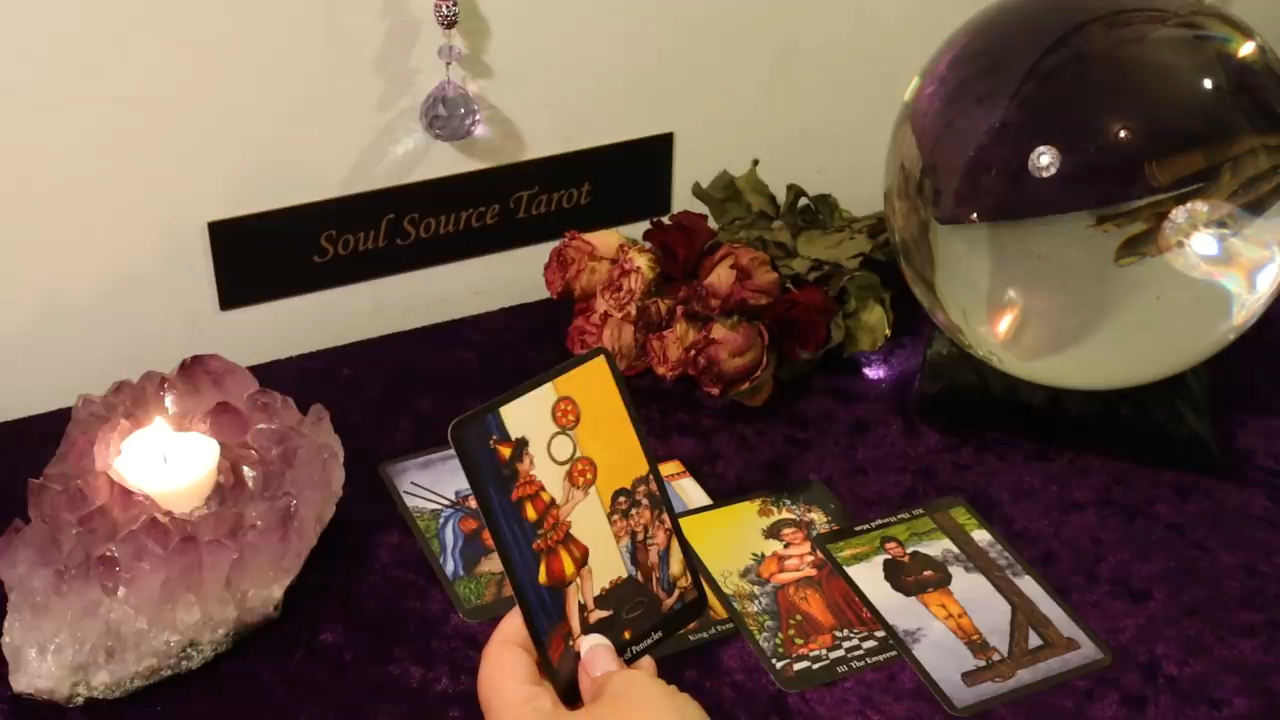 Soul Source Tarot
of Pentacles
King of Pent
III The Empress
XII The Hanged Man